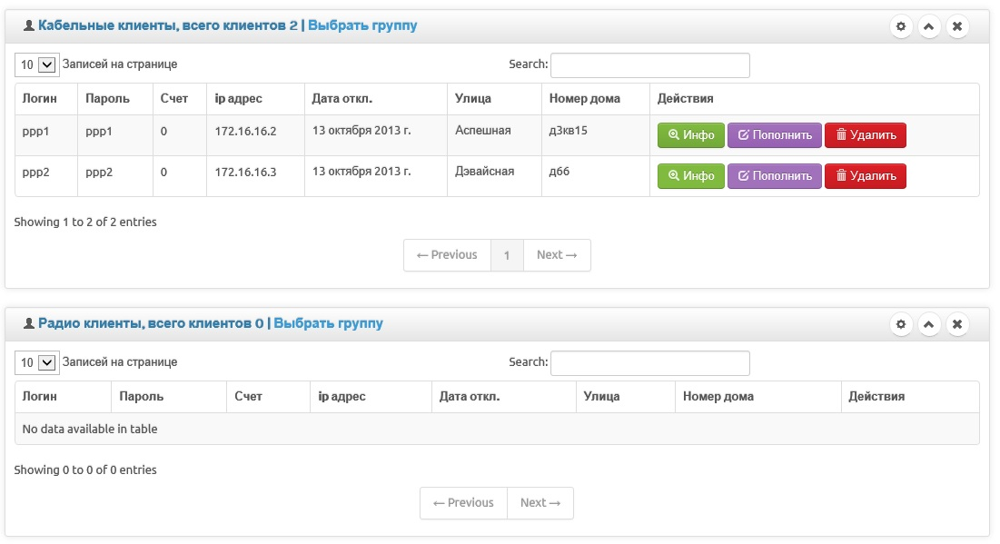 Кабельные клиенты, всего клиентов 2 | Выбрать группу
10 Записей на странице Search:
Логин Пароль Счет ip адрес Дата откл. Улица Номер дома Действия
ppp1 ppp1 0 172.16.16.2 13 октября 2013 г. Аспешная д3кв15 Инфо Пополнить Удалить
ppp2 ppp2 0 172.16.16.3 13 октября 2013 г. Дэвайсная д66 Инфо Пополнить Удалить
Showing 1 to 2 of 2 entries
← Previous 1 Next →
Радио клиенты, всего клиентов 0 | Выбрать группу
10 Записей на странице Search:
Логин Пароль Счет ip адрес Дата откл. Улица Номер дома Действия
No data available in table
Showing 0 to 0 of 0 entries
← Previous Next →